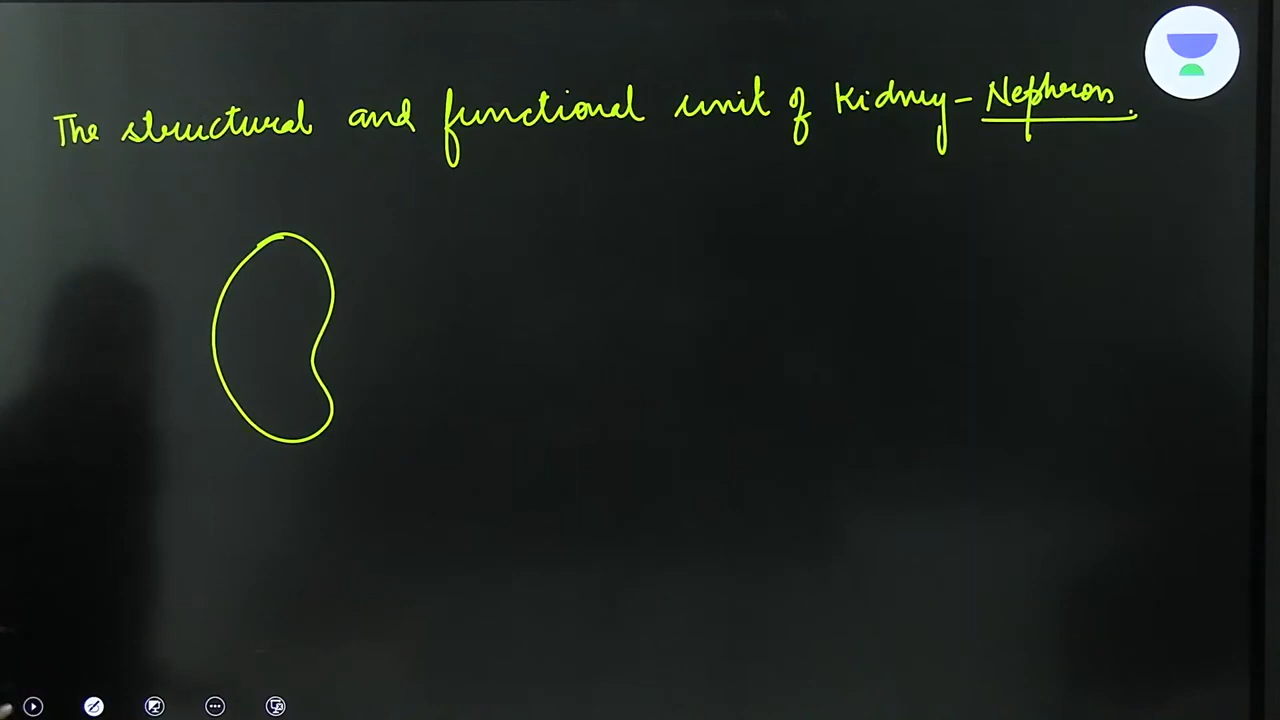 The structural and functional unit of Kidney - Nephron.